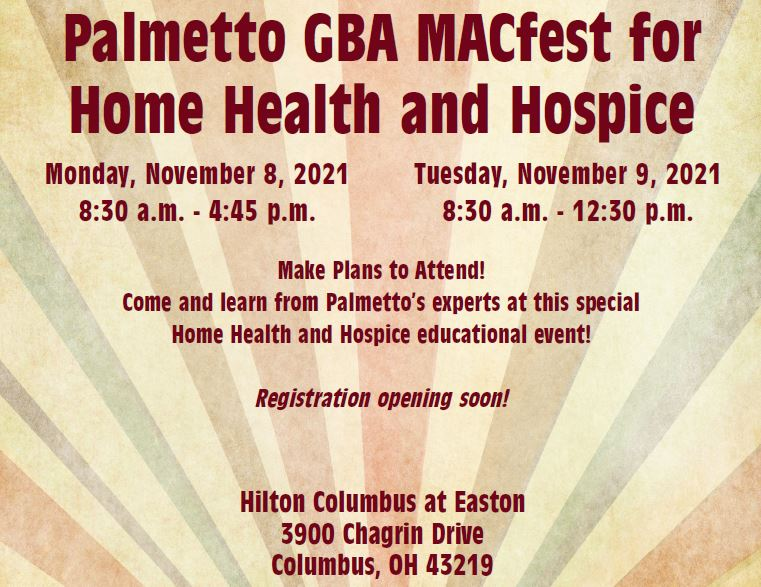 Palmetto GBA MACfest for
Home Health and Hospice
Monday, November 8, 2021
8:30 a.m. - 4:45 p.m.
Tuesday, November 9, 2021
8:30 a.m. - 12:30 p.m.
Make Plans to Attend!
Come and learn from Palmetto's experts at this special
Home Health and Hospice educational event!
Registration opening soon!
Hilton Columbus at Easton
3900 Chagrin Drive
Columbus, OH 43219